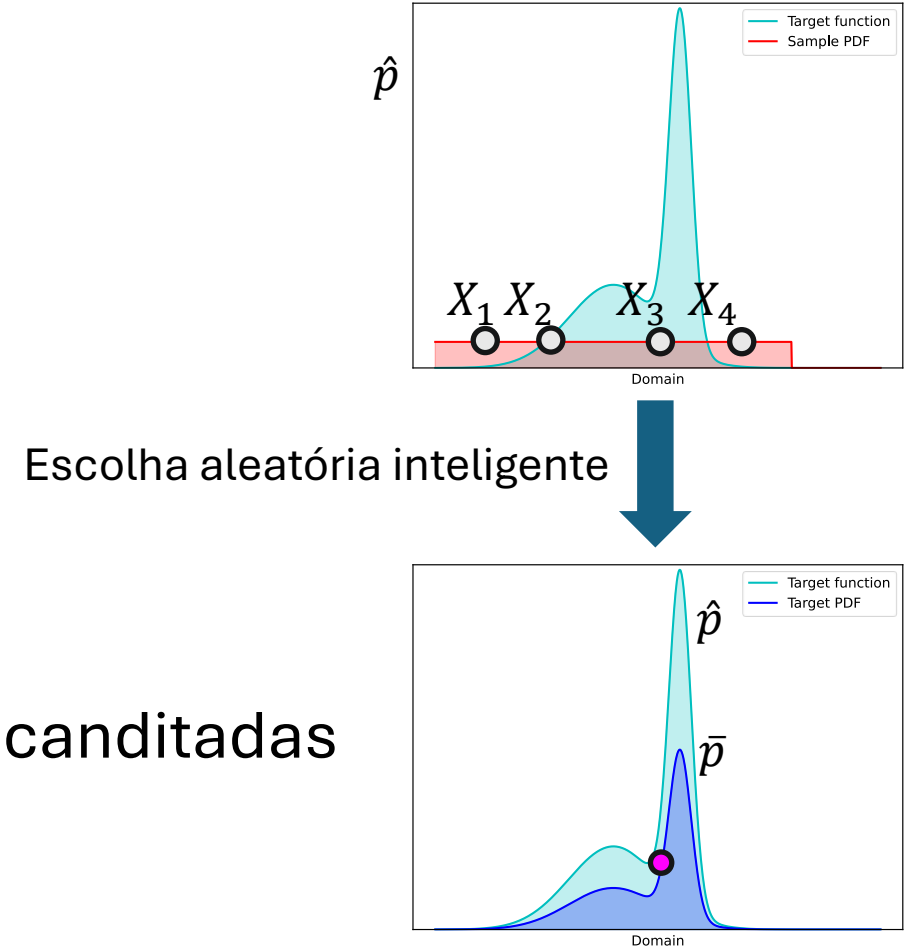 Target function
Sample PDF
p̂
X₁ X₂ X₃ X₄
Domain
Escolha aleatória inteligente
Target function
Target PDF
p̂
canditadas
p̄
Domain